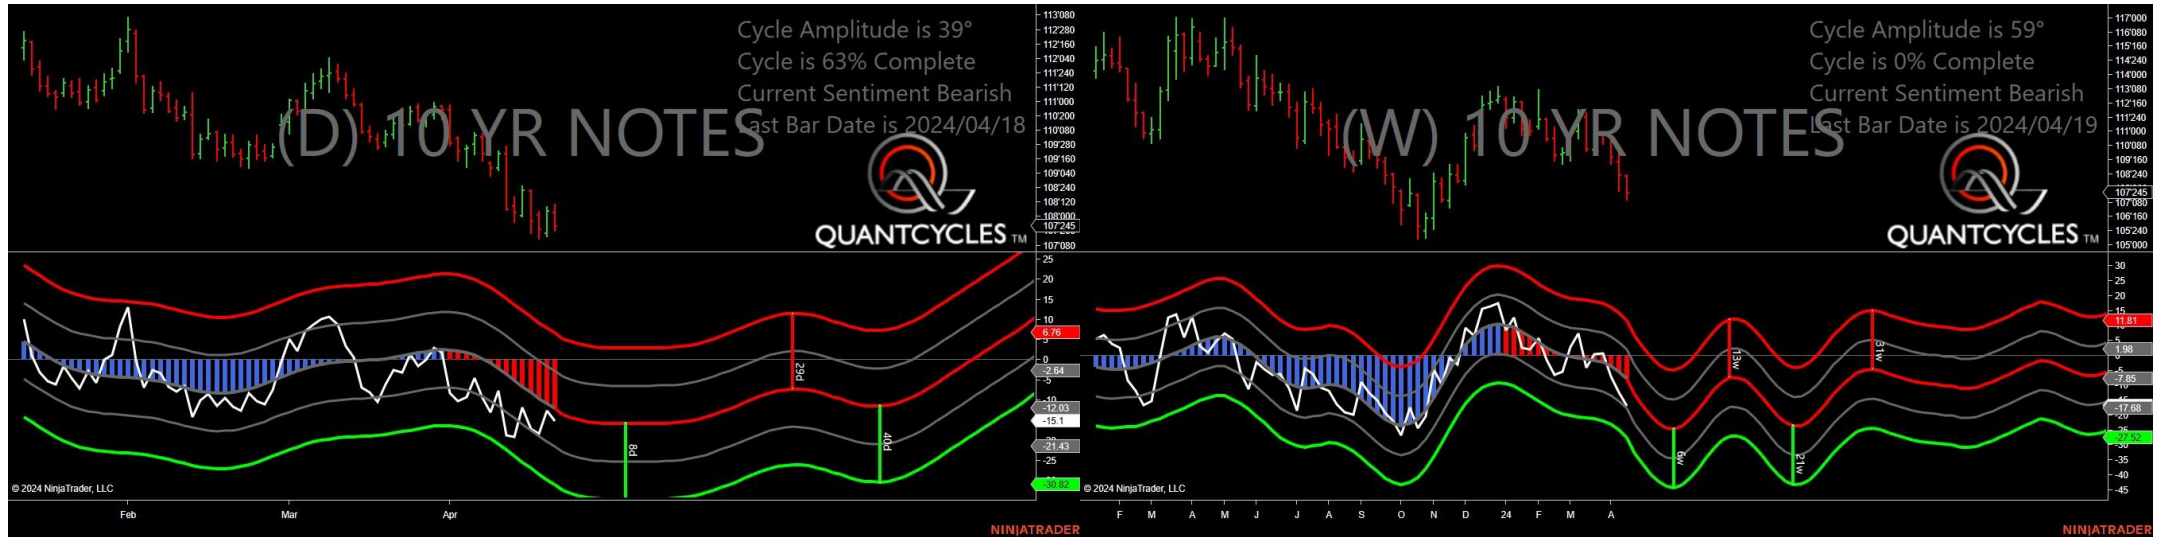 Cycle Amplitude is 39°
Cycle is 63% Complete
Current Sentiment Bearish
Last Bar Date is 2024/04/18
(D) 10 YR NOTES
QUANTCYCLES TM
113'080
112'280
112'160
112'040
111'240
111'120
111'000
110'200
110'080
109'280
109'160
109'040
108'240
108'120
108'000
107'245
107'080
25
20
15
10
6.76
5
0
-2.64
-5
-10
-12.03
-15.1
-21.43
-25
-30.82
8d
29d
40d
© 2024 NinjaTrader, LLC
Feb Mar Apr
NINJATRADER
Cycle Amplitude is 59°
Cycle is 0% Complete
Current Sentiment Bearish
Last Bar Date is 2024/04/19
(W) 10 YR NOTES
QUANTCYCLES TM
117'000
116'080
115'160
114'240
114'000
113'080
112'160
111'240
111'000
110'080
109'160
108'240
107'245
107'080
106'160
105'240
105'000
30
25
20
15
11.81
1.98
-7.85
-17.68
-27.52
-30
-35
-40
-45
6w
13w
21w
31w
© 2024 NinjaTrader, LLC
F M A M J J A S O N D 24 F M A
NINJATRADER